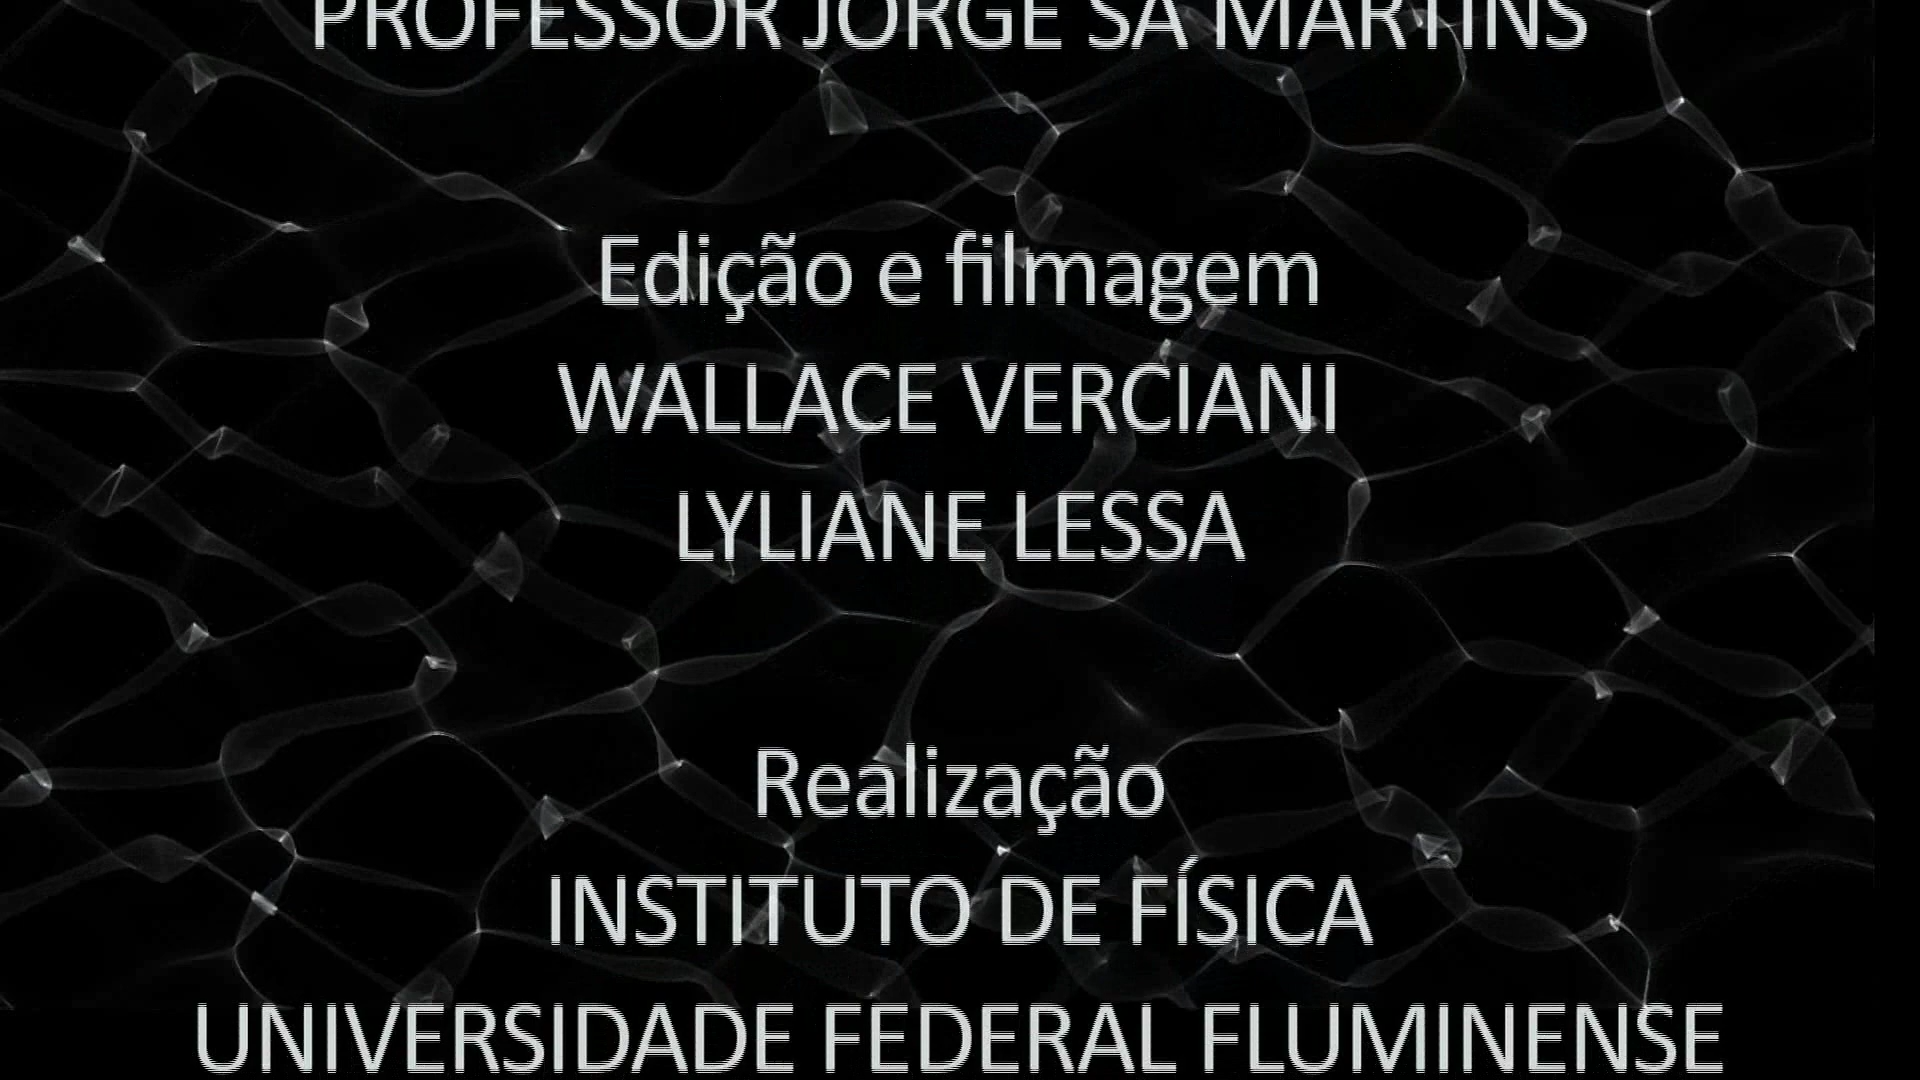 PROFESSOR JORGE SÁ MARTINS
Edição e filmagem
WALLACE VERCIANI
LYLIANE LESSA
Realização
INSTITUTO DE FÍSICA
UNIVERSIDADE FEDERAL FLUMINENSE